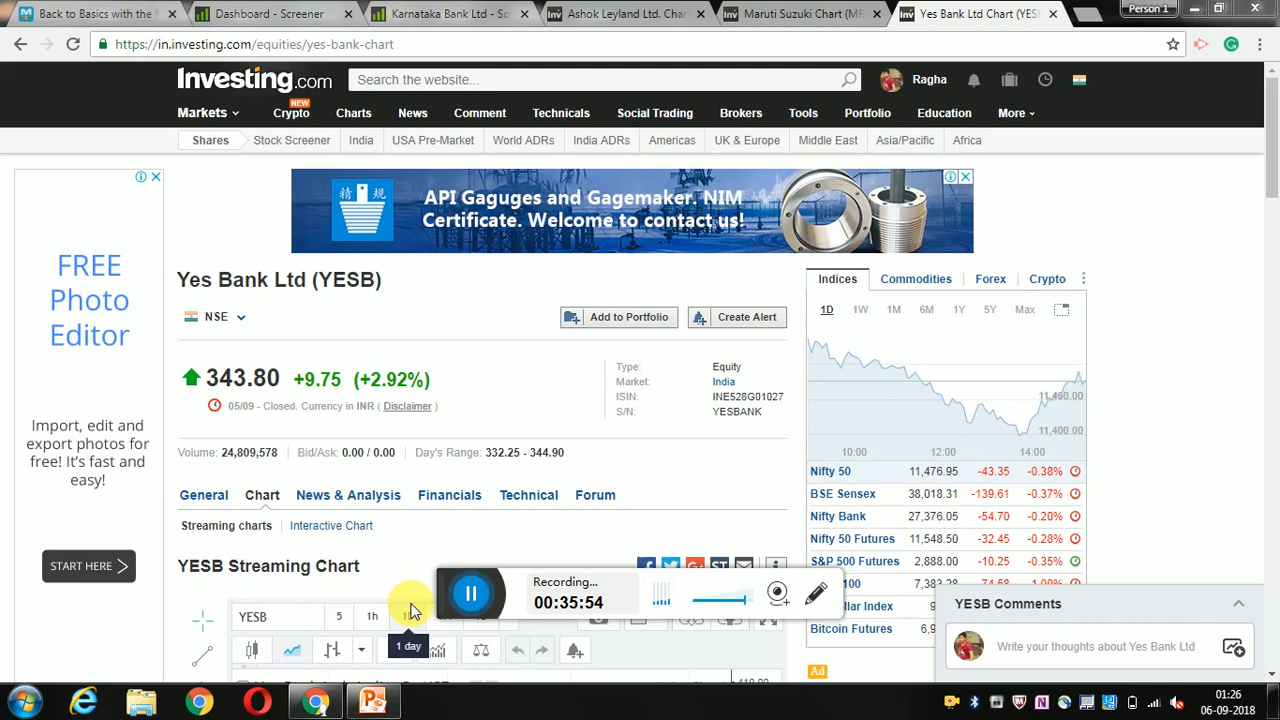 Back to Basics with the M
Dashboard - Screener
Karnataka Bank Ltd - Scre
Ashok Leyland Ltd. Chart
Maruti Suzuki Chart (MR
Yes Bank Ltd Chart (YES
Person 1
https://in.investing.com/equities/yes-bank-chart
Investing.com
Search the website...
Ragha
Markets
Crypto
NEW
Charts
News
Comment
Technicals
Social Trading
Brokers
Tools
Portfolio
Education
More
Shares
Stock Screener
India
USA Pre-Market
World ADRs
India ADRs
Americas
UK & Europe
Middle East
Asia/Pacific
Africa
精 規
API Gaguges and Gagemaker. NIM
Certificate. Welcome to contact us!
FREE
Photo
Editor
Import, edit and
export photos for
free! It's fast and
easy!
START HERE
Yes Bank Ltd (YESB)
NSE
Add to Portfolio
Create Alert
343.80 +9.75 (+2.92%)
05/09 - Closed. Currency in INR ( Disclaimer )
Type: Equity
Market: India
ISIN: INE528G01027
S/N: YESBANK
Volume: 24,809,578
Bid/Ask: 0.00 / 0.00
Day's Range: 332.25 - 344.90
General
Chart
News & Analysis
Financials
Technical
Forum
Streaming charts
Interactive Chart
YESB Streaming Chart
YESB
5
1h
1 day
Recording...
00:35:54
Indices
Commodities
Forex
Crypto
1D 1W 1M 6M 1Y 5Y Max
11,450.00
11,400.00
10:00 12:00 14:00
Nifty 50 11,476.95 -43.35 -0.38%
BSE Sensex 38,018.31 -139.61 -0.37%
Nifty Bank 27,376.05 -54.70 -0.20%
Nifty 50 Futures 11,548.50 -32.45 -0.28%
S&P 500 Futures 2,888.00 -10.25 -0.35%
100
Dollar Index
Bitcoin Futures
Ad
YESB Comments
Write your thoughts about Yes Bank Ltd
01:26
06-09-2018